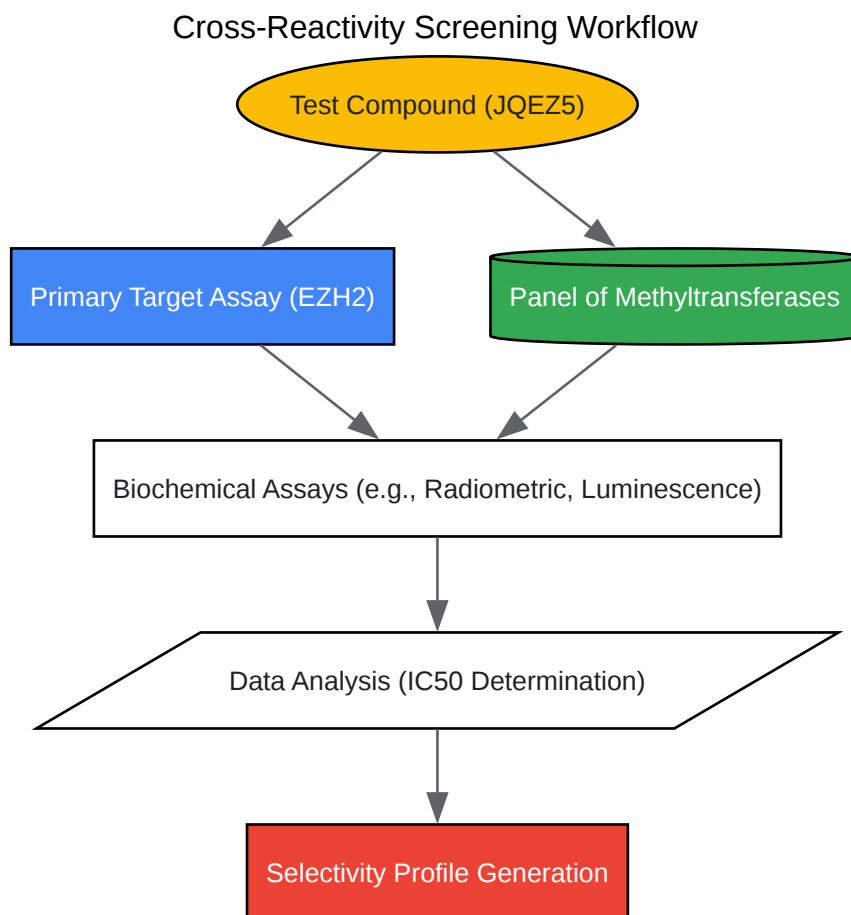 Cross-Reactivity Screening Workflow
Test Compound (JQEZ5)
Primary Target Assay (EZH2)
Panel of Methyltransferases
Biochemical Assays (e.g., Radiometric, Luminescence)
Data Analysis (IC50 Determination)
Selectivity Profile Generation